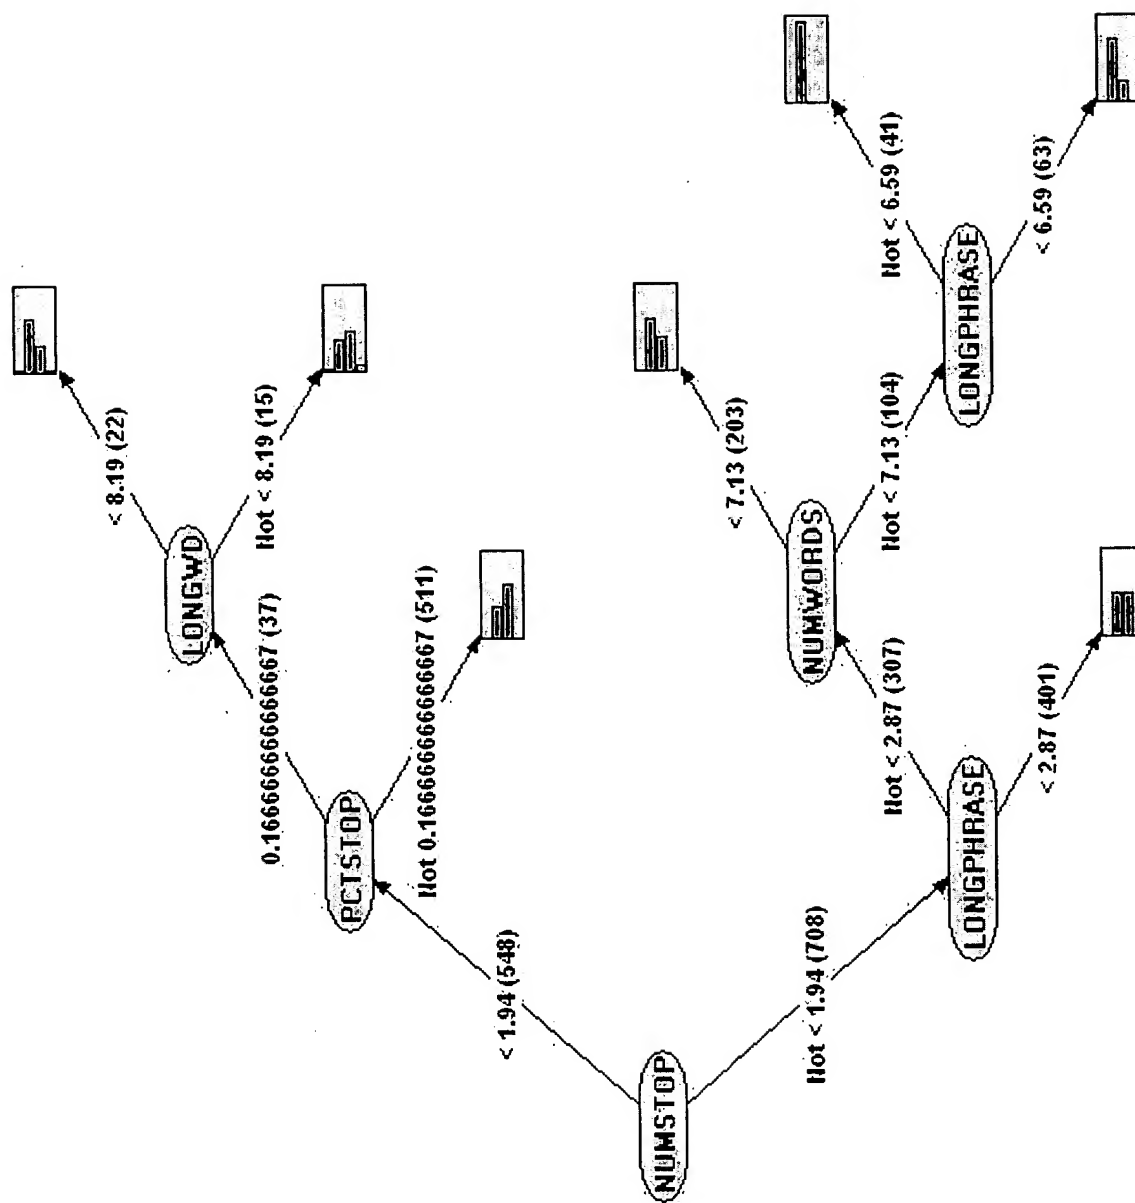 NUMSTOP
< 1.94 (548)
Not < 1.94 (708)
PCTSTOP
0.166666666666667 (37)
Not 0.166666666666667 (511)
LONGWD
< 8.19 (22)
Not < 8.19 (15)
LONGPHRASE
Not < 2.87 (307)
< 2.87 (401)
NUMWORDS
< 7.13 (203)
Not < 7.13 (104)
LONGPHRASE
Not < 6.59 (41)
< 6.59 (63)